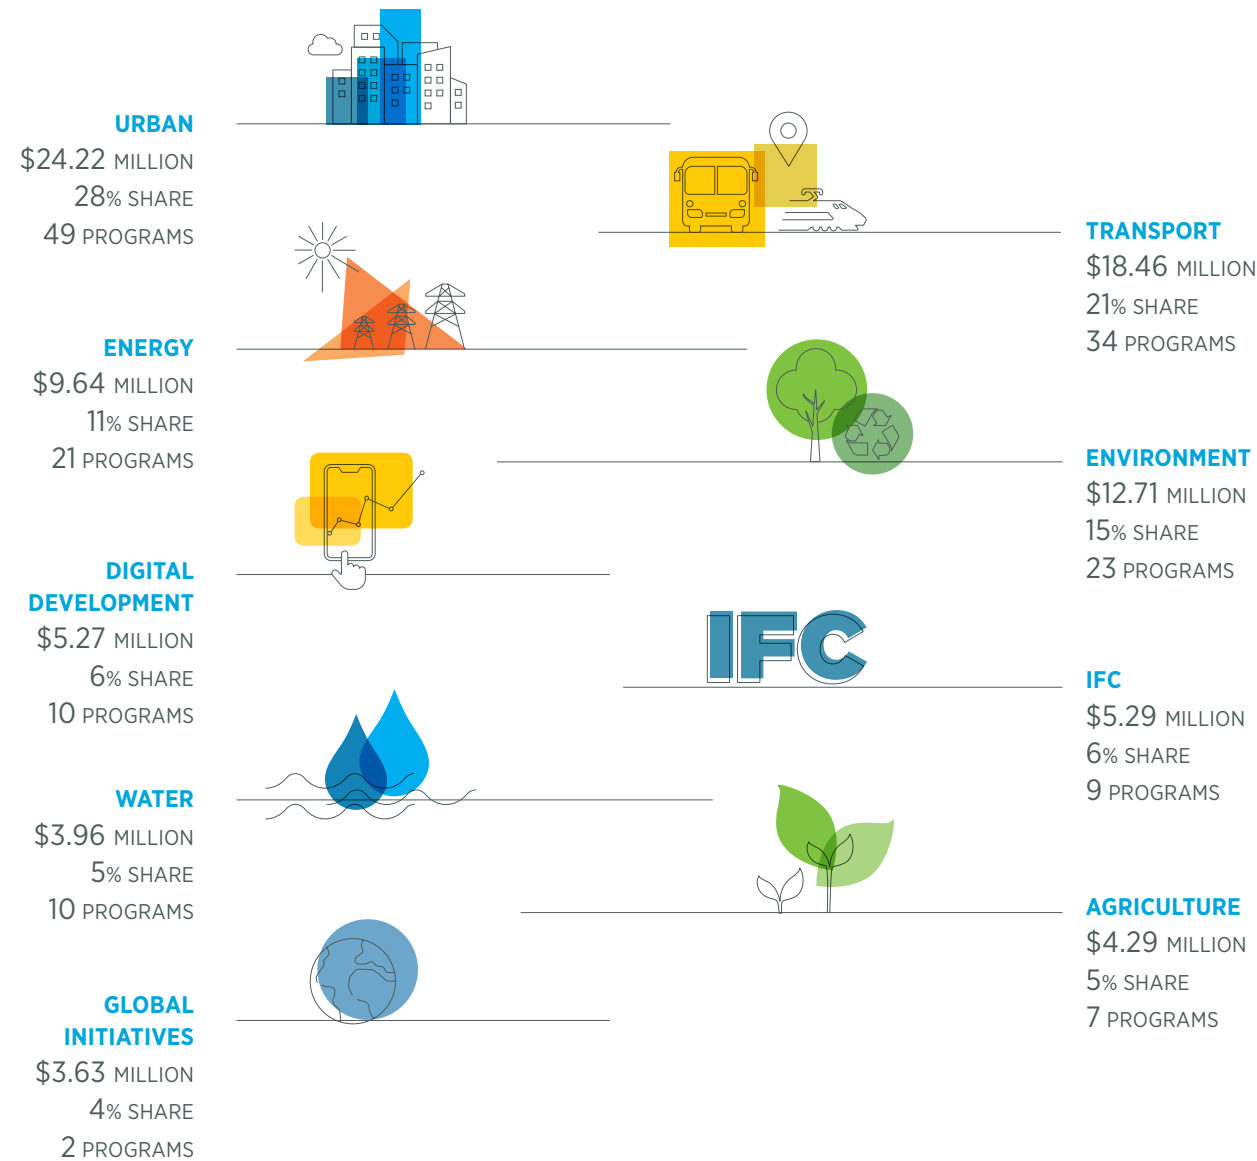 URBAN
$24.22 MILLION
28% SHARE
49 PROGRAMS
TRANSPORT
$18.46 MILLION
21% SHARE
34 PROGRAMS
ENERGY
$9.64 MILLION
11% SHARE
21 PROGRAMS
ENVIRONMENT
$12.71 MILLION
15% SHARE
23 PROGRAMS
DIGITAL
DEVELOPMENT
$5.27 MILLION
6% SHARE
10 PROGRAMS
IFC
IFC
$5.29 MILLION
6% SHARE
9 PROGRAMS
WATER
$3.96 MILLION
5% SHARE
10 PROGRAMS
AGRICULTURE
$4.29 MILLION
5% SHARE
7 PROGRAMS
GLOBAL
INITIATIVES
$3.63 MILLION
4% SHARE
2 PROGRAMS